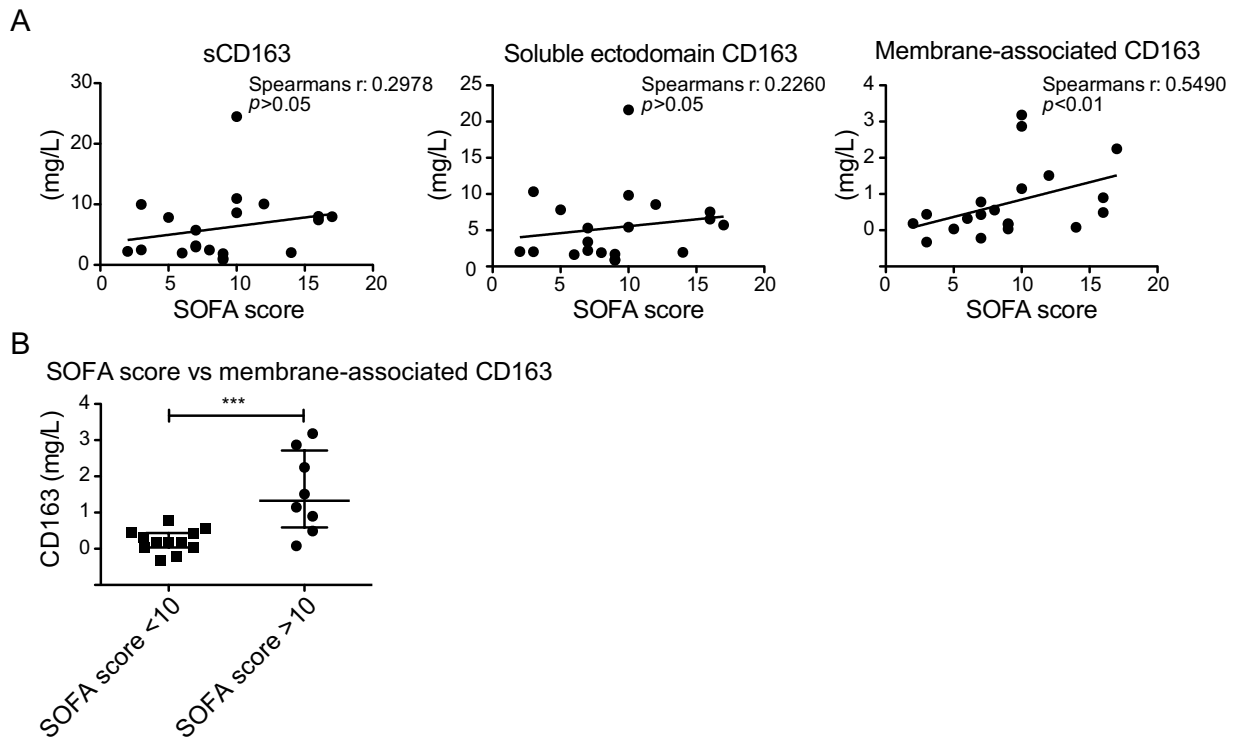 A
sCD163
Spearmans r: 0.2978
p>0.05
(mg/L)
30
20
10
0
0
5
10
15
20
SOFA score
Soluble ectodomain CD163
Spearmans r: 0.2260
p>0.05
(mg/L)
25
20
15
10
5
0
0
5
10
15
20
SOFA score
Membrane-associated CD163
Spearmans r: 0.5490
p<0.01
(mg/L)
4
3
2
1
0
5
10
15
20
SOFA score
B
SOFA score vs membrane-associated CD163
***
CD163 (mg/L)
4
3
2
1
0
SOFA score <10
SOFA score >10